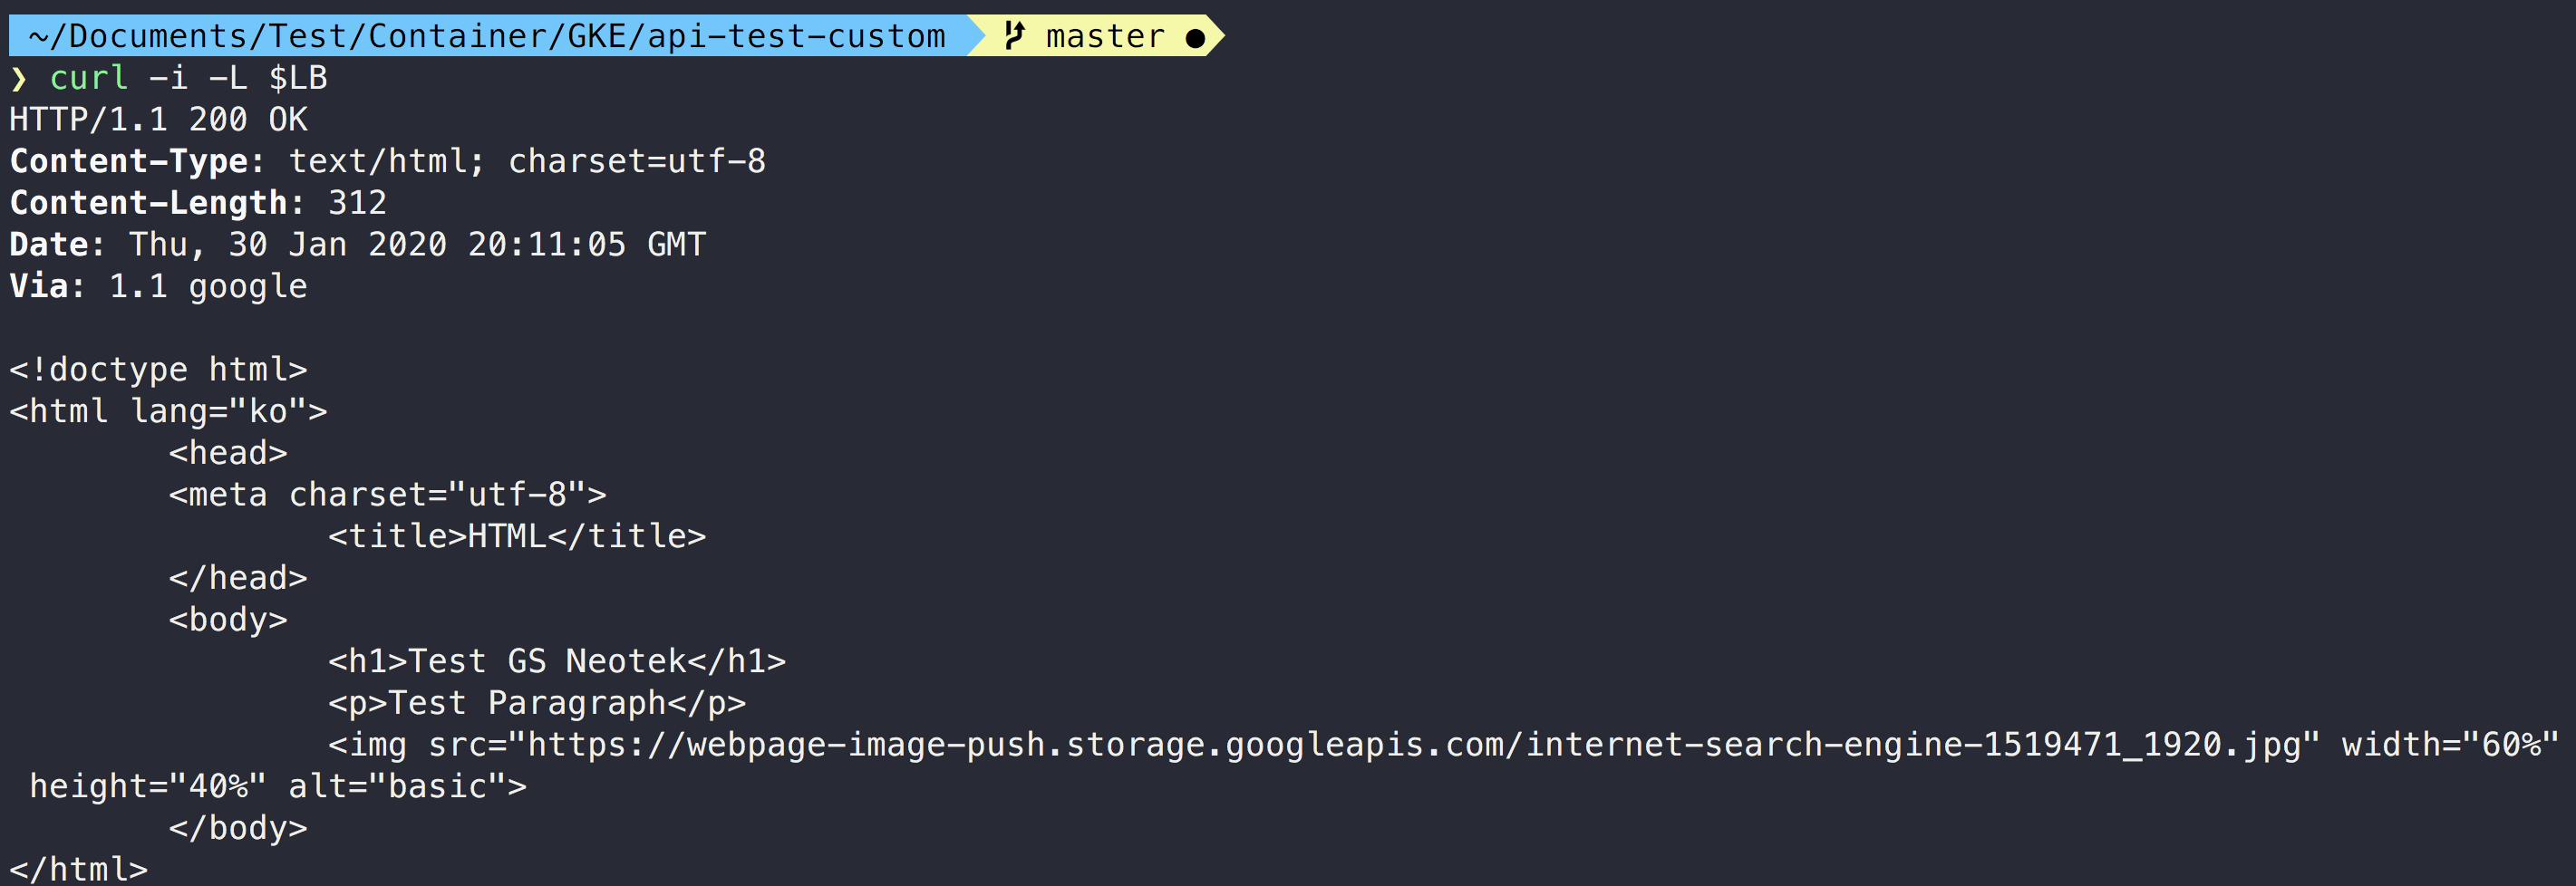 ~/Documents/Test/Container/GKE/api-test-custom master ●
❯ curl -i -L $LB
HTTP/1.1 200 OK
Content-Type: text/html; charset=utf-8
Content-Length: 312
Date: Thu, 30 Jan 2020 20:11:05 GMT
Via: 1.1 google

<!doctype html>
<html lang="ko">
        <head>
        <meta charset="utf-8">
                <title>HTML</title>
        </head>
        <body>
                <h1>Test GS Neotek</h1>
                <p>Test Paragraph</p>
                <img src="https://webpage-image-push.storage.googleapis.com/internet-search-engine-1519471_1920.jpg" width="60%"
 height="40%" alt="basic">
        </body>
</html>